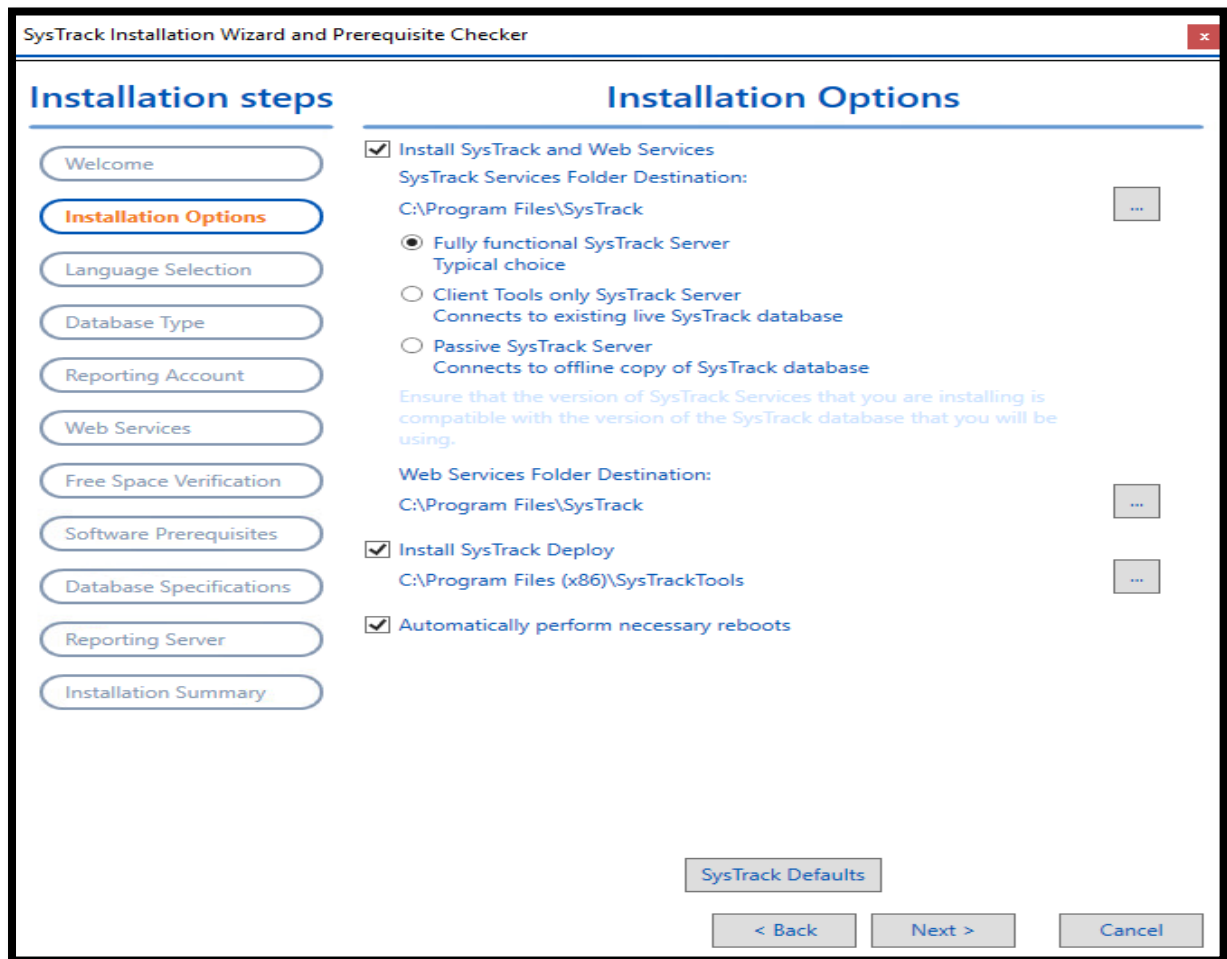 SysTrack Installation Wizard and Prerequisite Checker
x
Installation steps
Welcome
Installation Options
Language Selection
Database Type
Reporting Account
Web Services
Free Space Verification
Software Prerequisites
Database Specifications
Reporting Server
Installation Summary
Installation Options
Install SysTrack and Web Services
SysTrack Services Folder Destination:
C:\Program Files\SysTrack
...
Fully functional SysTrack Server
Typical choice
Client Tools only SysTrack Server
Connects to existing live SysTrack database
Passive SysTrack Server
Connects to offline copy of SysTrack database
Ensure that the version of SysTrack Services that you are installing is
compatible with the version of the SysTrack database that you will be
using.
Web Services Folder Destination:
C:\Program Files\SysTrack
...
Install SysTrack Deploy
C:\Program Files (x86)\SysTrackTools
...
Automatically perform necessary reboots
SysTrack Defaults
< Back
Next >
Cancel